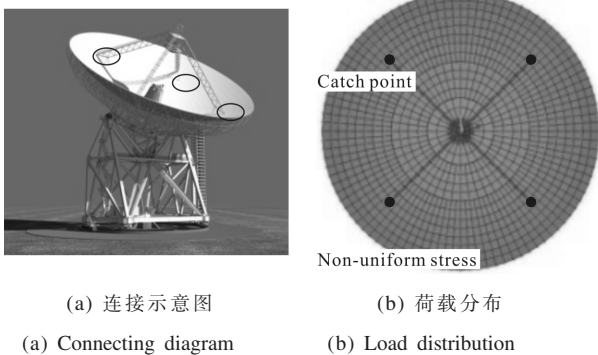 Catch point
Non-uniform stress
(a) 连接示意图
(b) 荷载分布
(a) Connecting diagram
(b) Load distribution